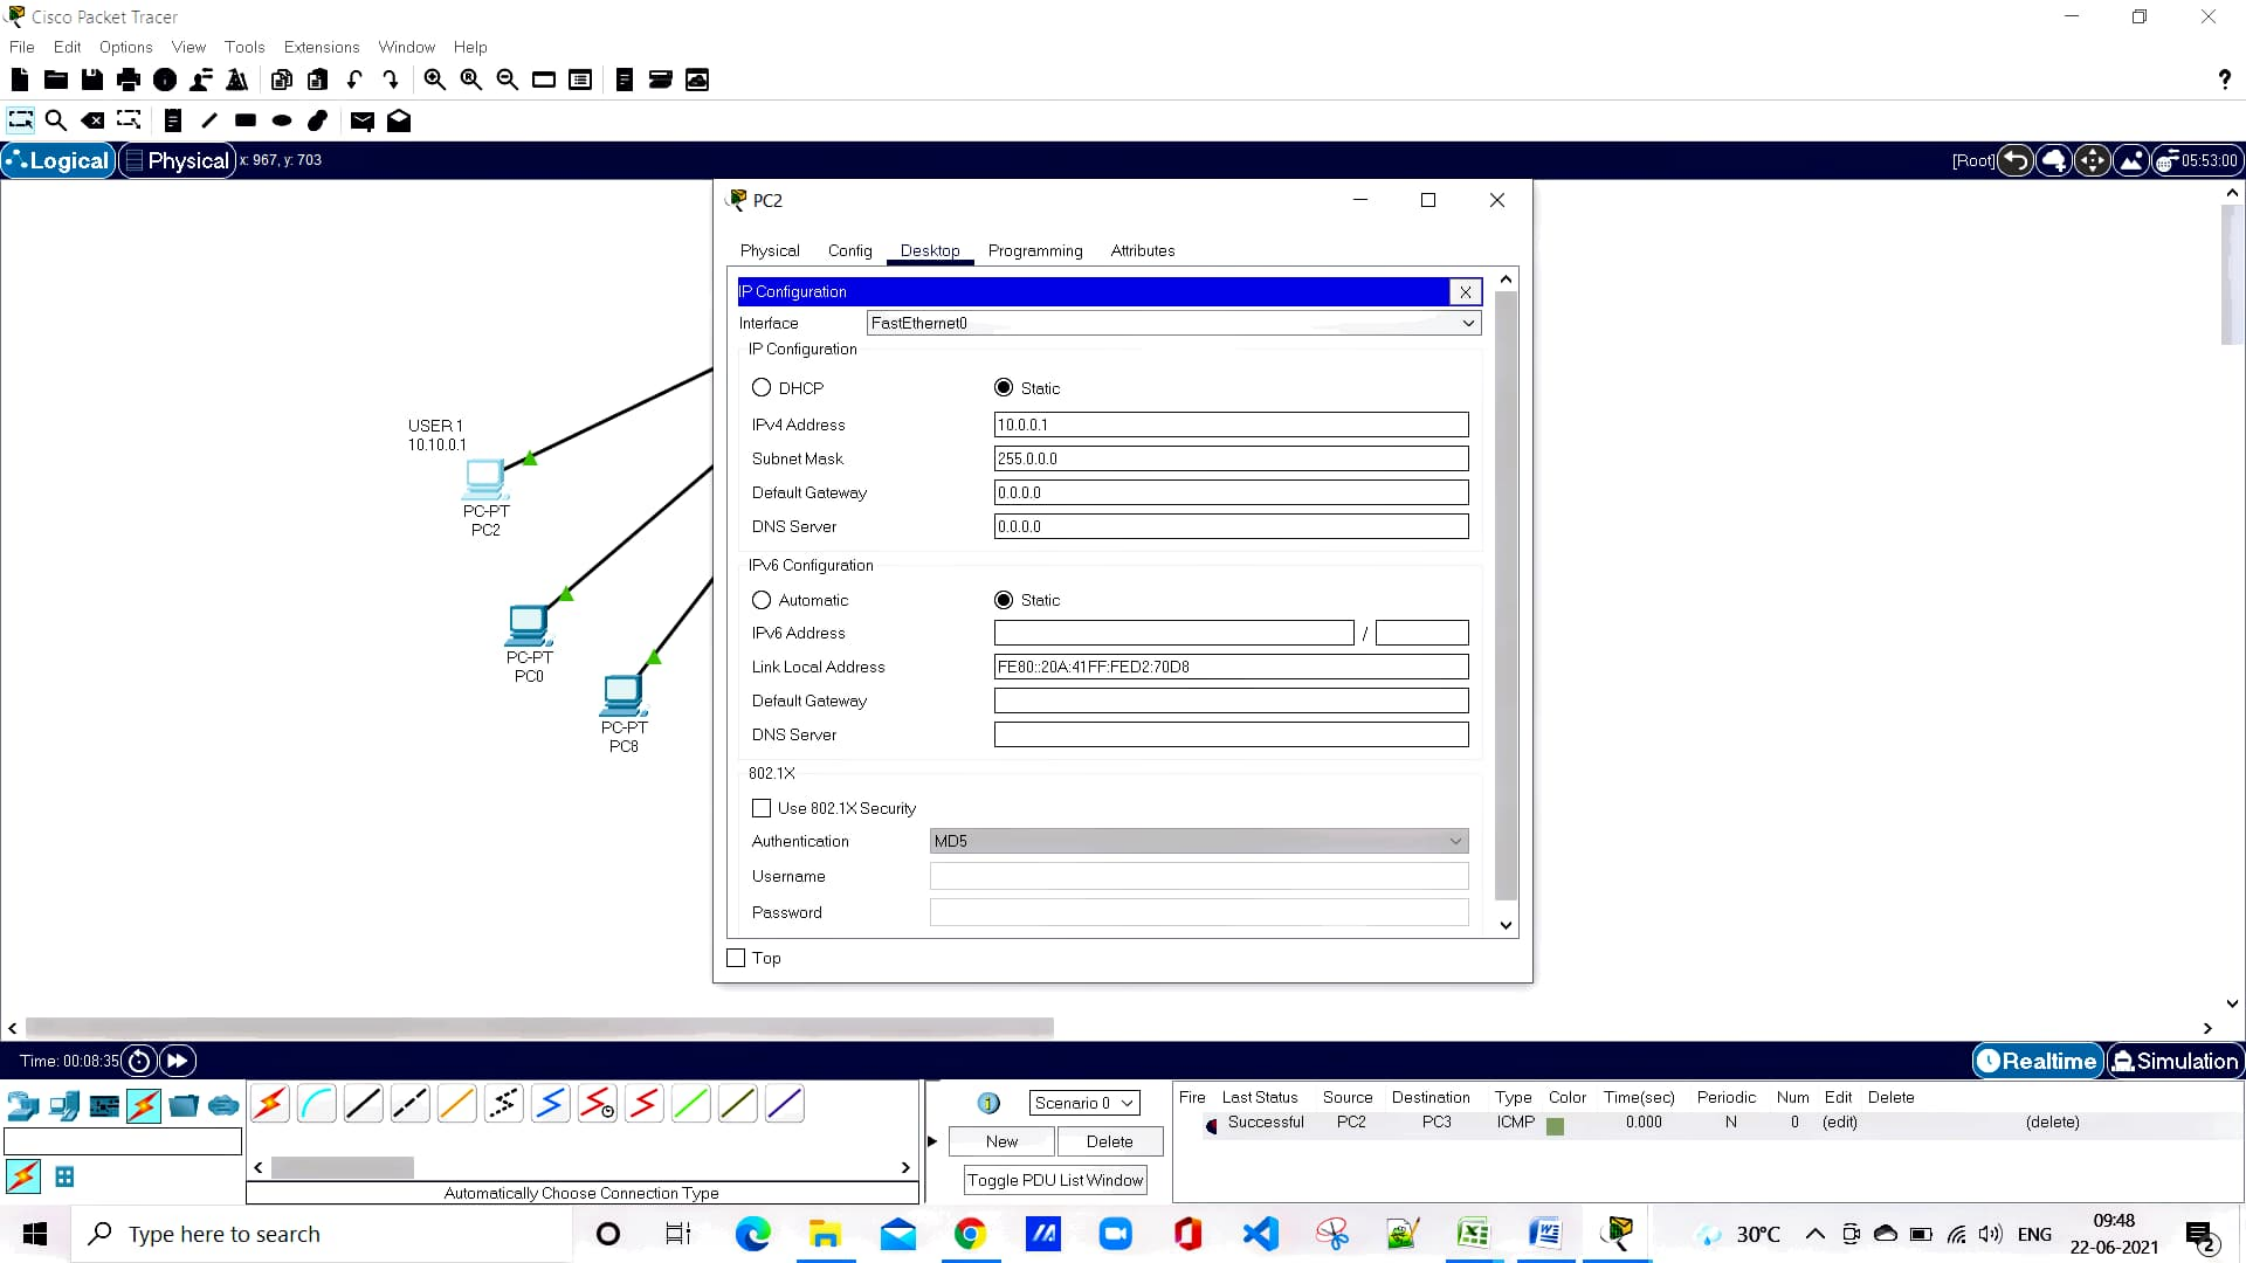 Cisco Packet Tracer
File Edit Options View Tools Extensions Window Help
?
Logical Physical x: 967, y: 703 [Root] 05:53:00
PC2
Physical Config Desktop Programming Attributes
IP Configuration X
Interface FastEthernet0
IP Configuration
DHCP Static
IPv4 Address 10.0.0.1
Subnet Mask 255.0.0.0
Default Gateway 0.0.0.0
DNS Server 0.0.0.0
IPv6 Configuration
Automatic Static
IPv6 Address /
Link Local Address FE80::20A:41FF:FED2:70D8
Default Gateway
DNS Server
802.1X
Use 802.1X Security
Authentication MD5
Username
Password
Top
USER 1
10.10.0.1
PC-PT
PC2
PC-PT
PC0
PC-PT
PC8
Time: 00:08:35 Realtime Simulation
Scenario 0
New Delete
Toggle PDU List Window
Automatically Choose Connection Type
Fire Last Status Source Destination Type Color Time(sec) Periodic Num Edit Delete
Successful PC2 PC3 ICMP 0.000 N 0 (edit) (delete)
Type here to search 30°C ENG 09:48
22-06-2021
2